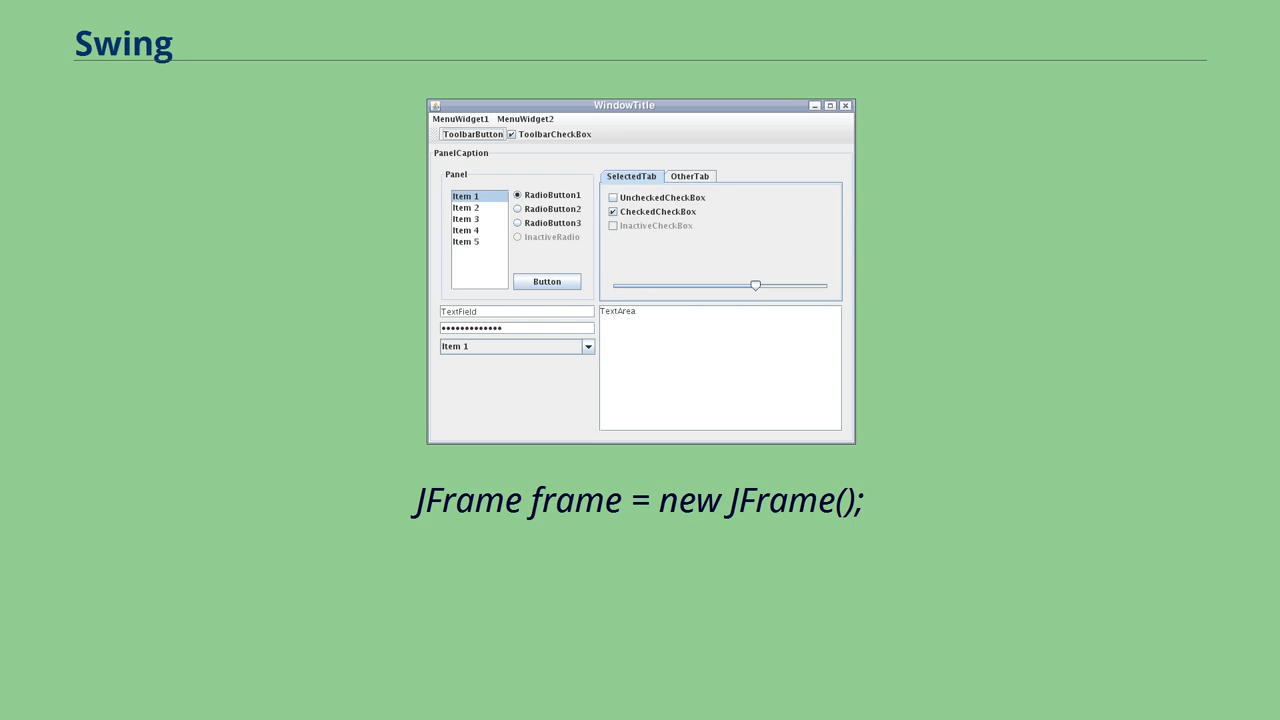 Swing
WindowTitle
MenuWidget1 MenuWidget2
ToolbarButton ToolbarCheckBox
PanelCaption
Panel
Item 1
Item 2
Item 3
Item 4
Item 5
RadioButton1
RadioButton2
RadioButton3
InactiveRadio
Button
SelectedTab OtherTab
UncheckedCheckBox
CheckedCheckBox
InactiveCheckBox
TextField
•••••••••••••
Item 1
TextArea
JFrame frame = new JFrame();